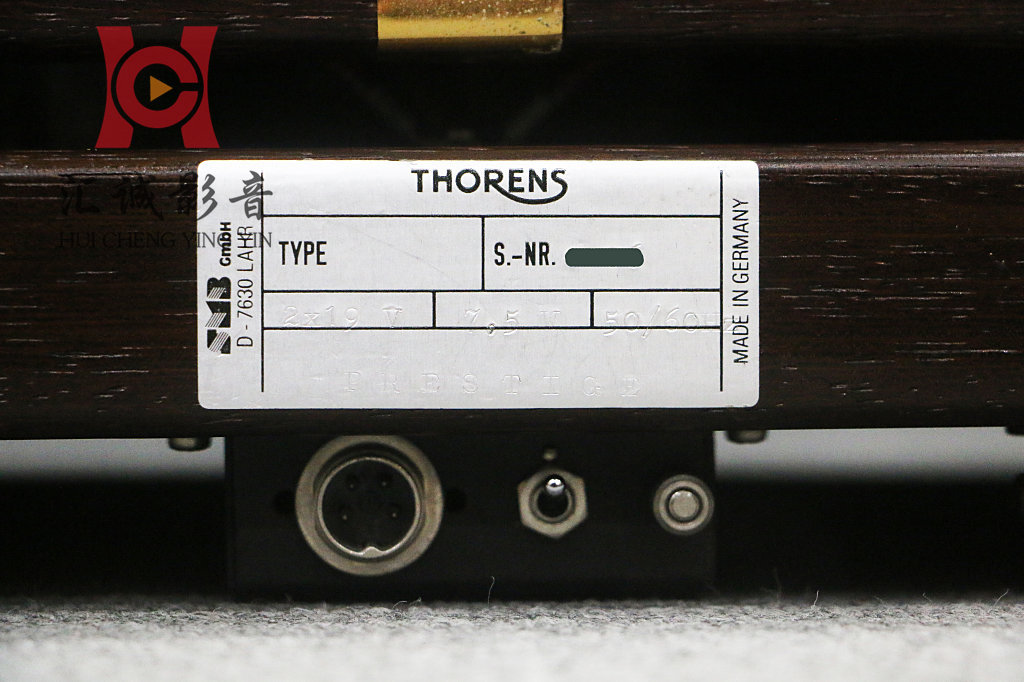 汇诚影音
HUI CHENG YING YIN
THORENS
SMB GmbH
D - 7630 LAHR
TYPE
S.-NR.
2x19 V
7,5 V
50/60Hz
PRESTIGE
MADE IN GERMANY